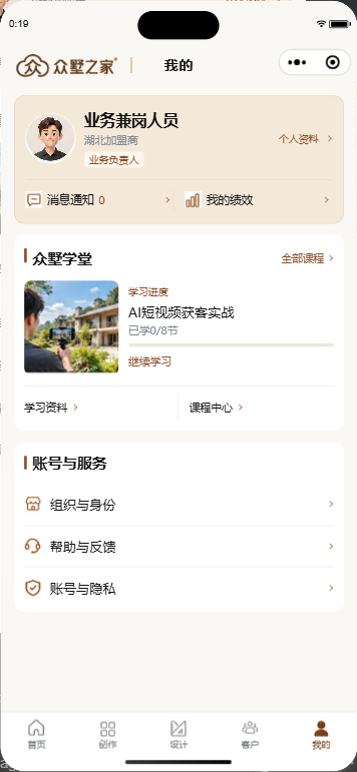 0:19
众墅之家
我的
业务兼岗人员
湖北加盟商
业务负责人
个人资料
消息通知 0
我的绩效
众墅学堂
全部课程
学习进度
AI短视频获客实战
已学0/8节
继续学习
学习资料
课程中心
账号与服务
组织与身份
帮助与反馈
账号与隐私
首页
创作
设计
客户
我的